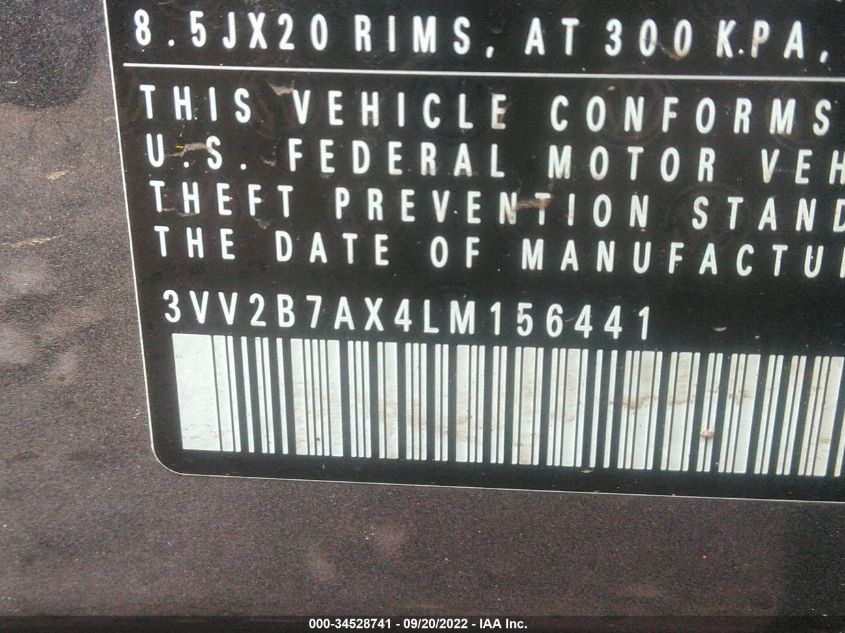 8.5JX20 RIMS, AT 300 K.PA,
THIS VEHICLE CONFORMS
U.S. FEDERAL MOTOR VEH
THEFT PREVENTION STAND
THE DATE OF MANUFACTU
3VV2B7AX4LM156441
000-34528741 - 09/20/2022 - IAA Inc.